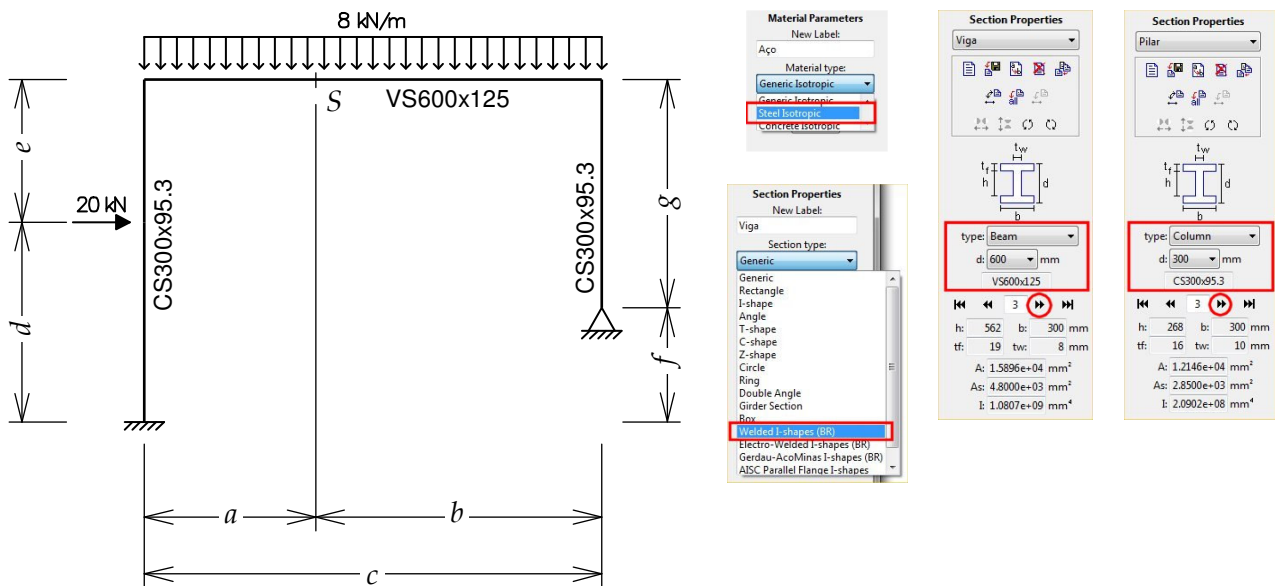 8 kN/m
S
VS600x125
e
20 kN
CS300x95.3
CS300x95.3
g
d
f
a
b
c
Material Parameters
New Label:
Aço
Material type:
Generic Isotropic
Generic Isotropic
Steel Isotropic
Concrete Isotropic
Section Properties
New Label:
Viga
Section type:
Generic
Generic
Rectangle
I-shape
Angle
T-shape
C-shape
Z-shape
Circle
Ring
Double Angle
Girder Section
Box
Welded I-shapes (BR)
Electro-Welded I-shapes (BR)
Gerdau-AcoMinas I-shapes (BR)
AISC Parallel Flange I-shapes
Section Properties
Viga
all
tw
tf
h
d
b
type: Beam
d: 600 mm
VS600x125
3
h: 562 b: 300 mm
tf: 19 tw: 8 mm
A: 1.5896e+04 mm²
As: 4.8000e+03 mm²
I: 1.0807e+09 mm⁴
Section Properties
Pilar
all
tw
tf
h
d
b
type: Column
d: 300 mm
CS300x95.3
3
h: 268 b: 300 mm
tf: 16 tw: 10 mm
A: 1.2146e+04 mm²
As: 2.8500e+03 mm²
I: 2.0902e+08 mm⁴